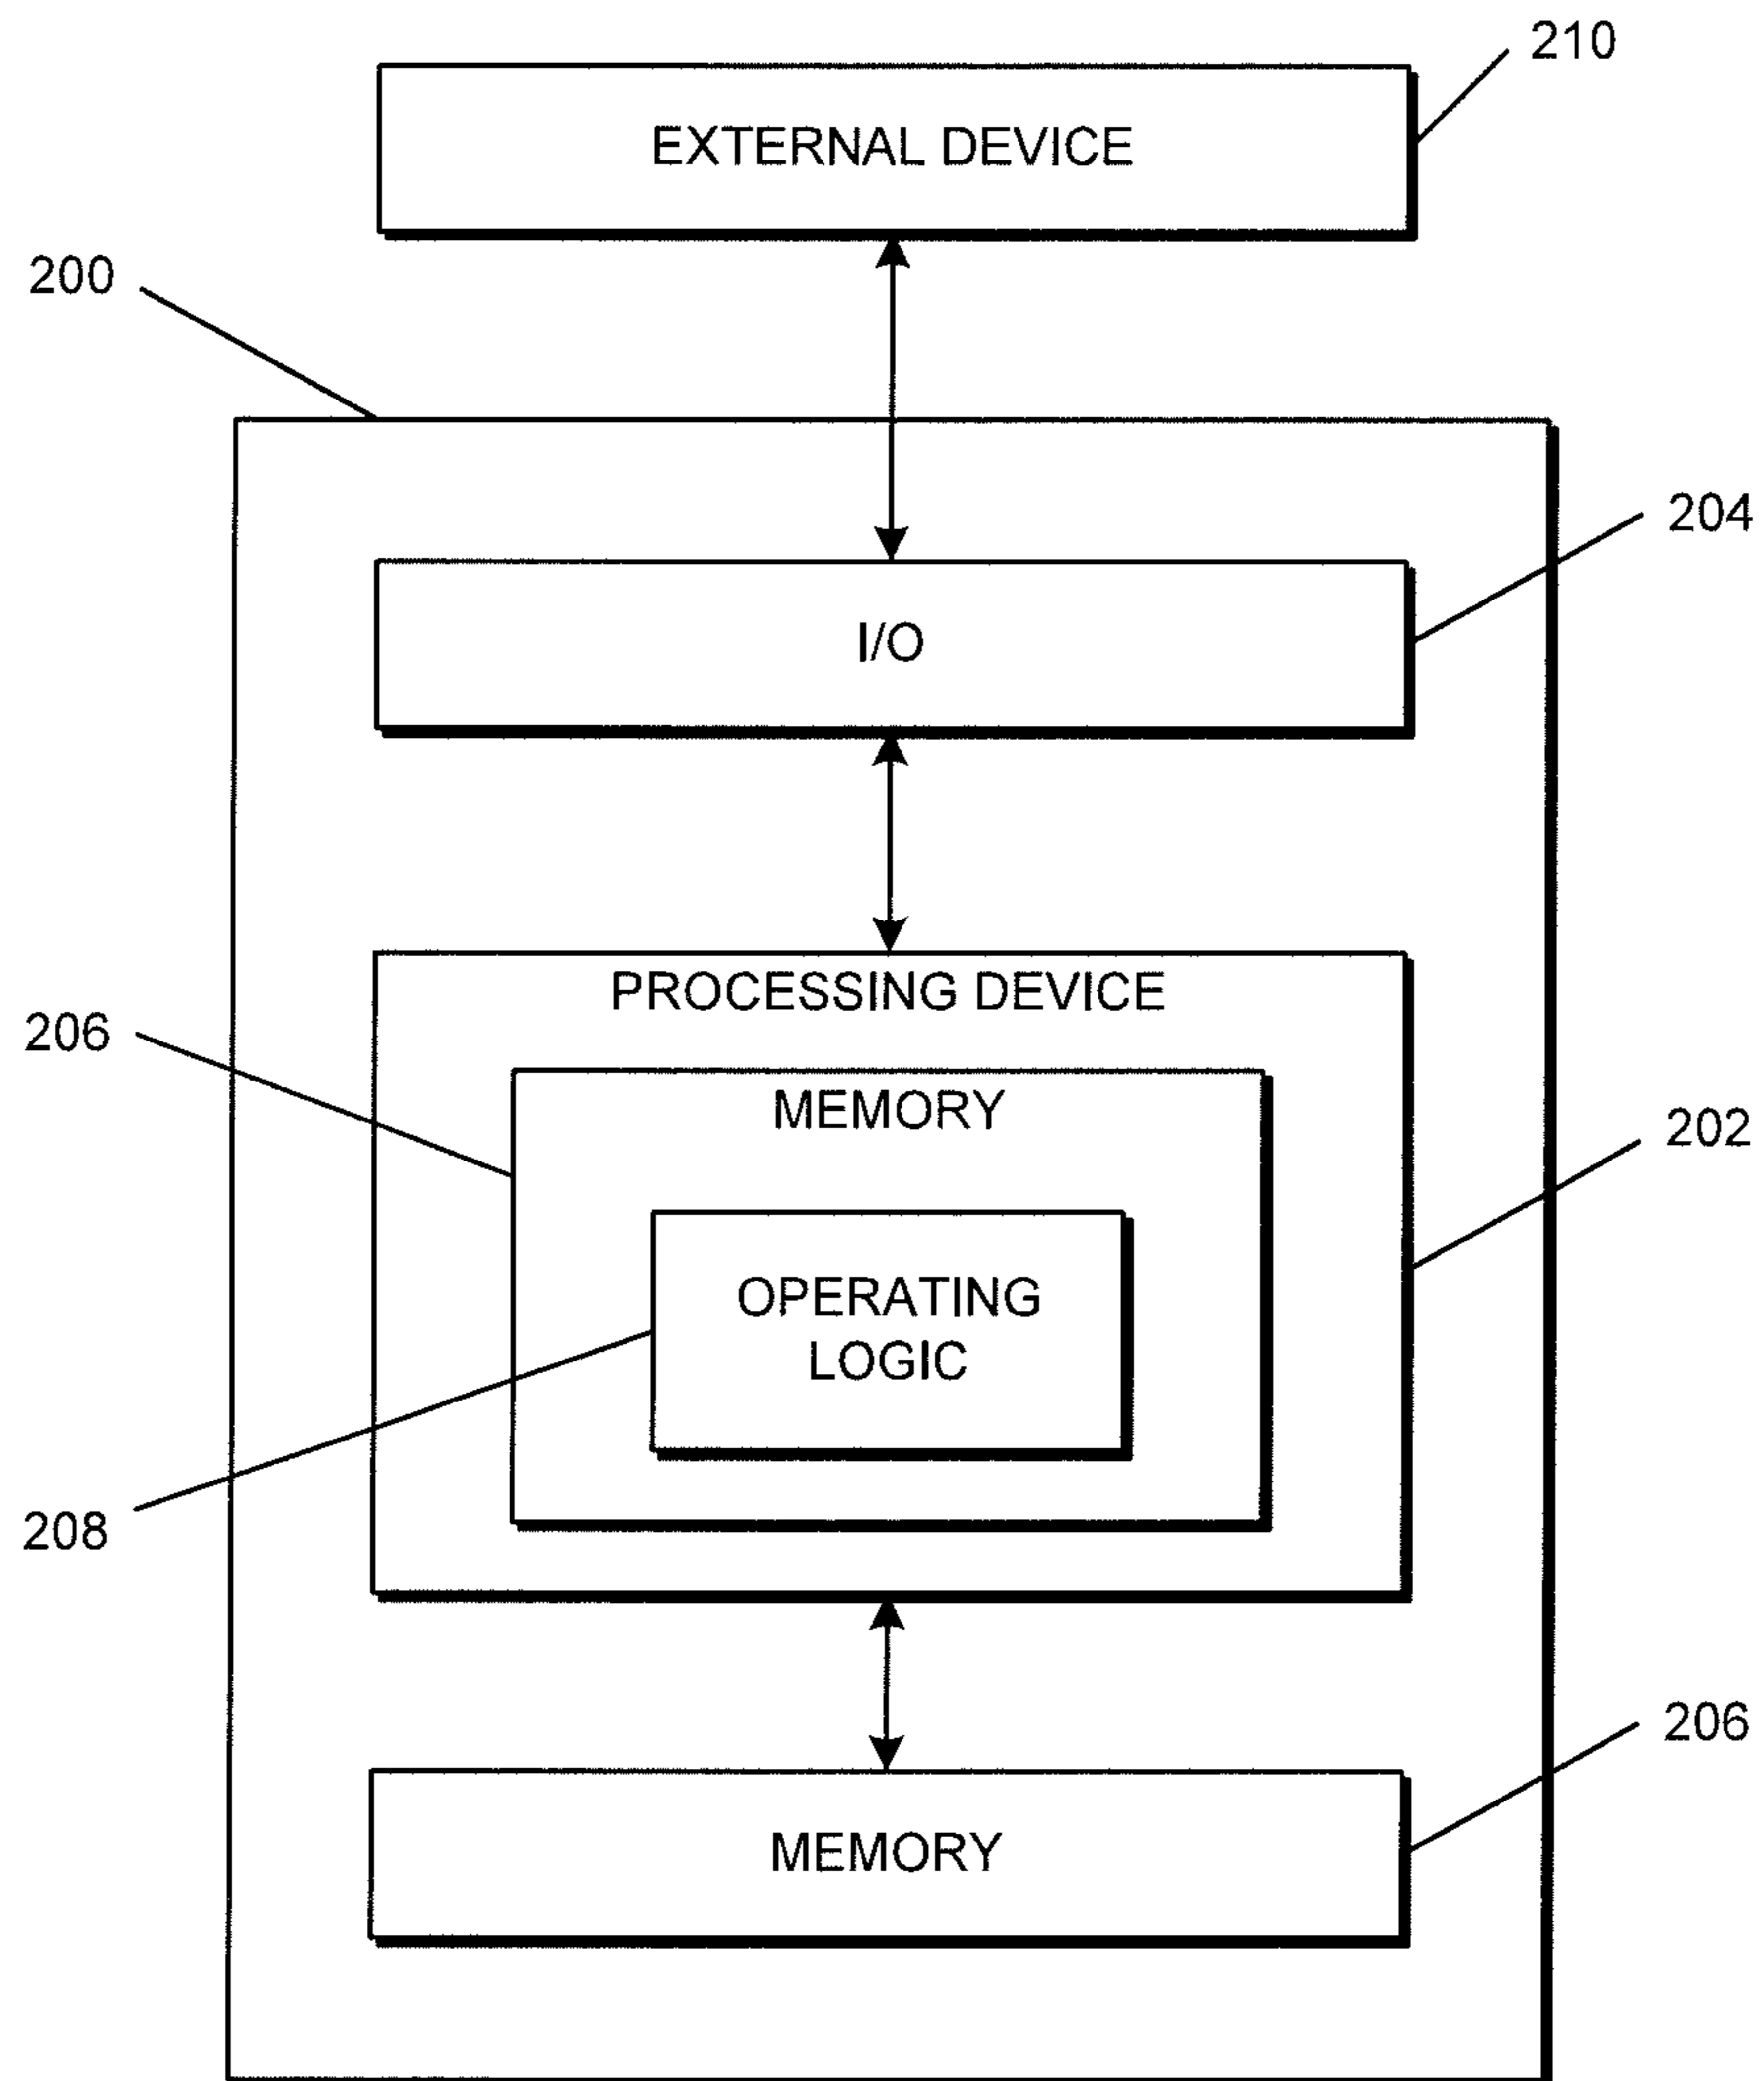 210
EXTERNAL DEVICE
200
204
I/O
PROCESSING DEVICE
206
MEMORY
202
OPERATING
LOGIC
208
206
MEMORY